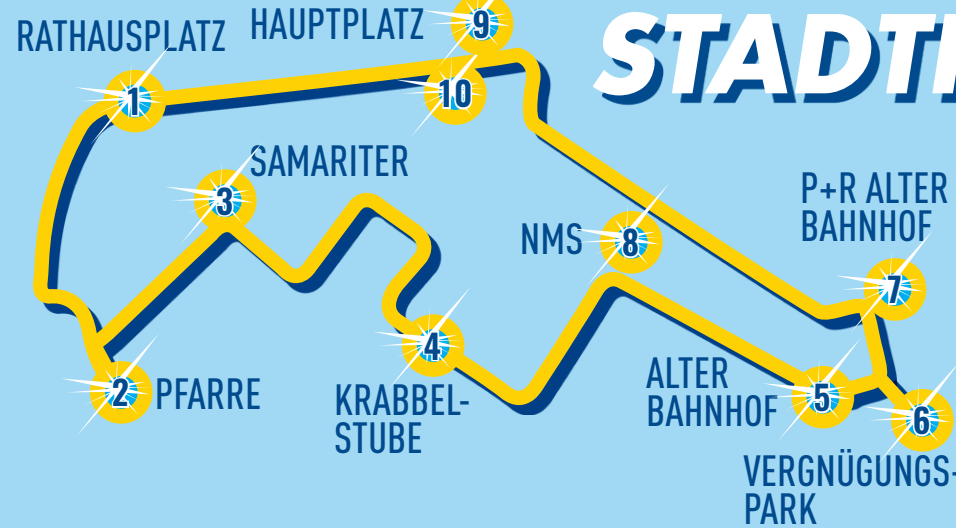 STADTI
RATHAUSPLATZ
HAUPTPLATZ
9
1
10
SAMARITER
3
P+R ALTER
BAHNHOF
NMS
8
7
4
KRABBEL-
STUBE
2
PFARRE
ALTER
BAHNHOF
5
6
VERGNÜGUNGS-
PARK